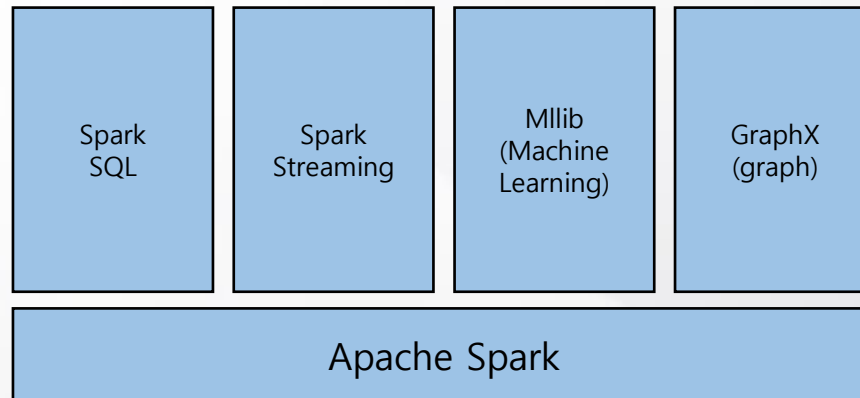 Spark
SQL
Spark
Streaming
Mllib
(Machine
Learning)
GraphX
(graph)
Apache Spark